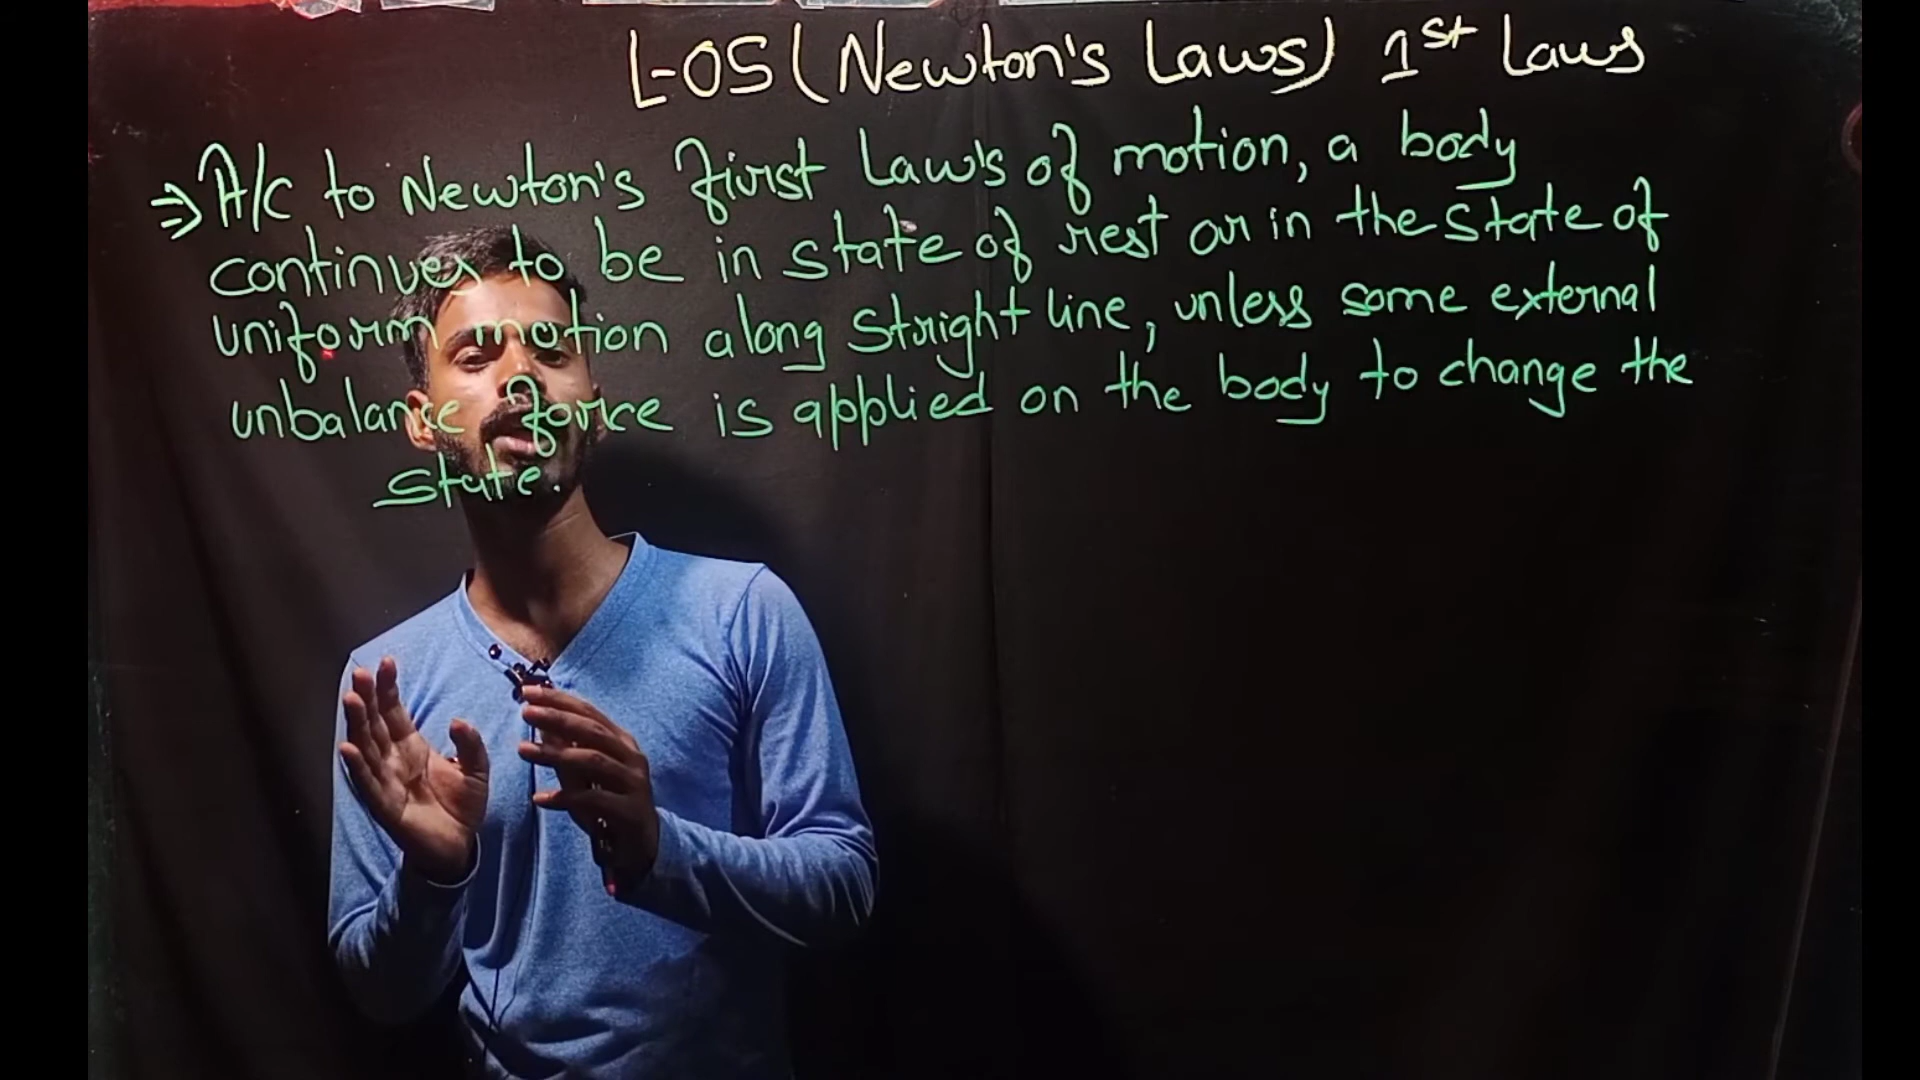 L-05 (Newton's Laws) 1st Laws
⇒ A/c to Newton's first Law's of motion, a body
continues to be in state of rest or in the state of
uniform motion along stright line, unless some external
unbalance force is applied on the body to change the
state.